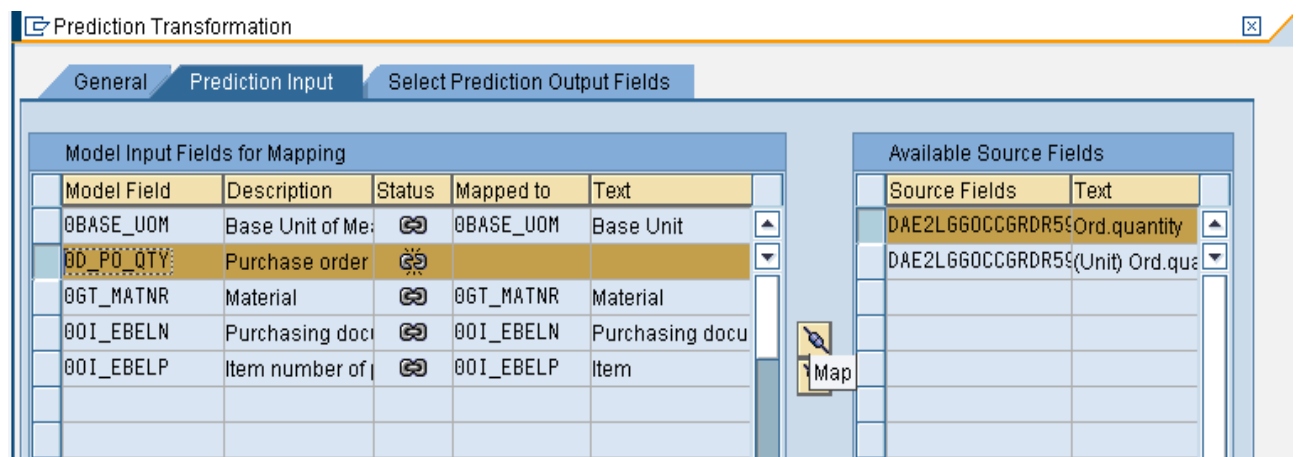 Prediction Transformation
General Prediction Input Select Prediction Output Fields
Model Input Fields for Mapping Available Source Fields
Model Field Description Status Mapped to Text Source Fields Text
0BASE_UOM Base Unit of Me 0BASE_UOM Base Unit DAE2LGGOCCGRDR59 Ord.quantity
0D_PO_QTY Purchase order DAE2LGGOCCGRDR59 (Unit) Ord.qua
0GT_MATNR Material 0GT_MATNR Material
0OI_EBELN Purchasing docu 0OI_EBELN Purchasing docu
0OI_EBELP Item number of 0OI_EBELP Item
Map